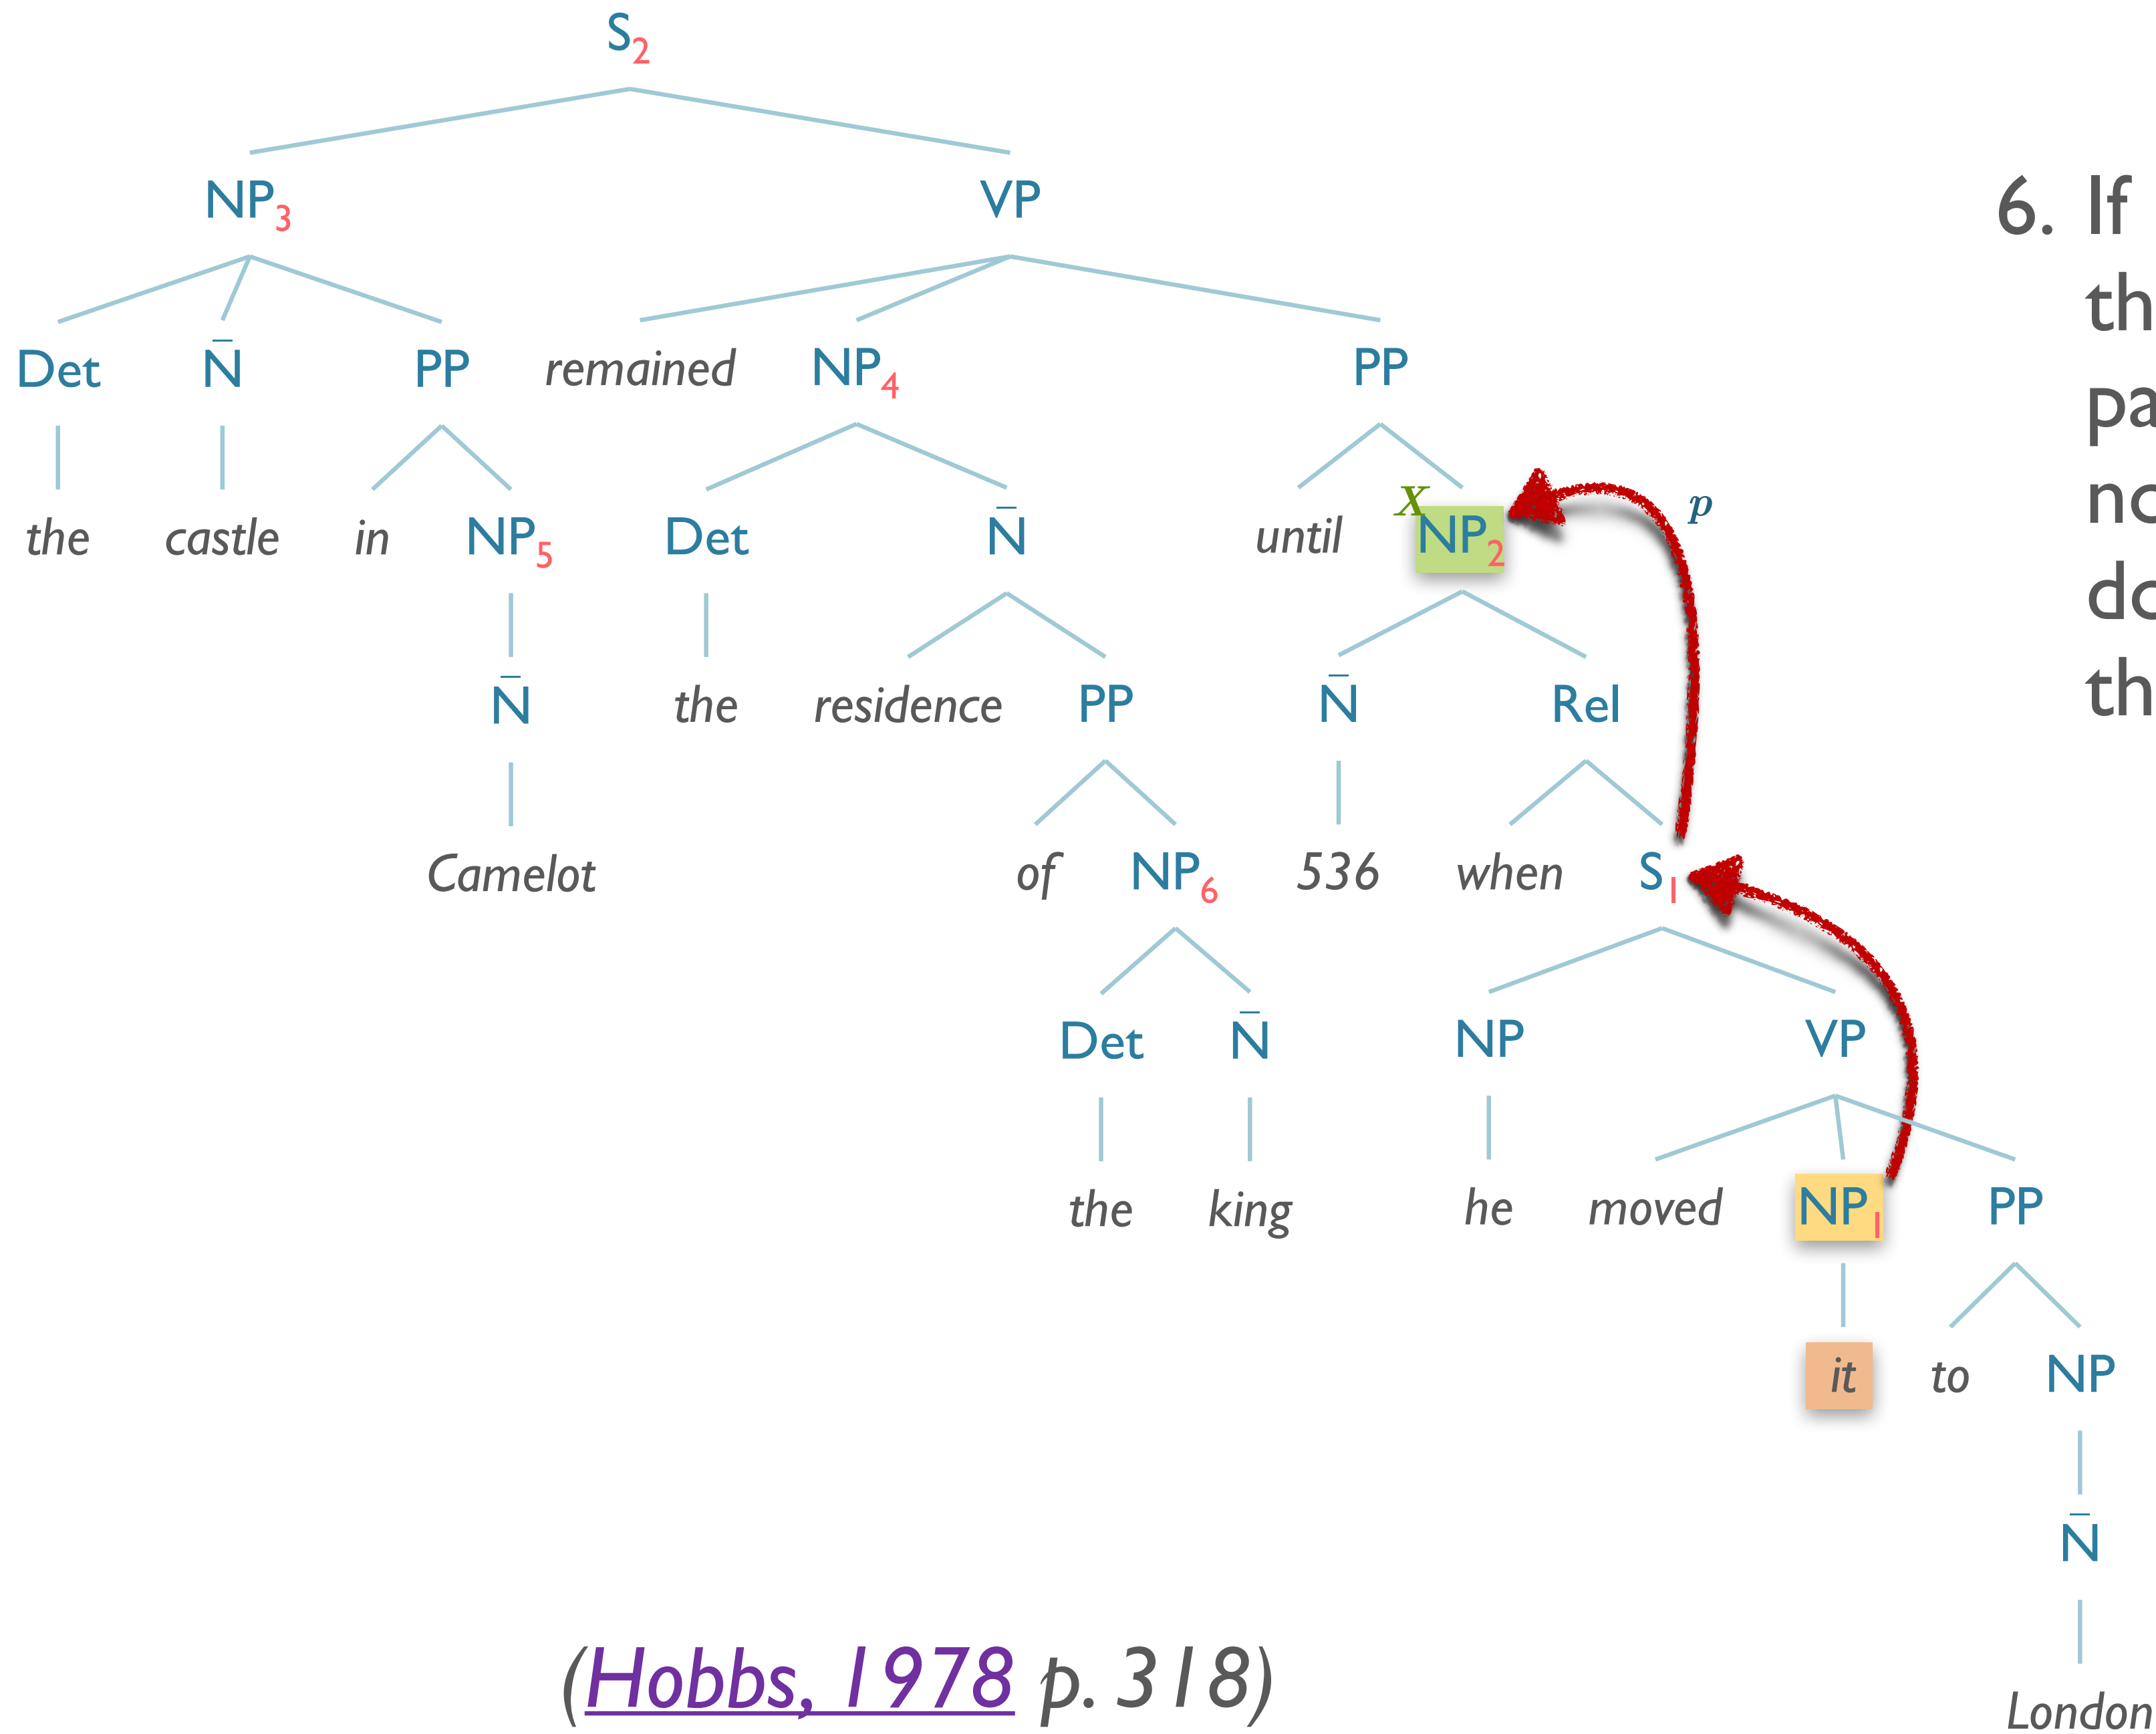 S2
NP3 VP
6. If
Det N̄ PP remained NP4 PP
the castle in NP5 Det N̄ until X NP2 p
N̄ the residence PP N̄ Rel
Camelot of NP6 536 when S1
Det N̄ NP VP
the king he moved NP1 PP
it to NP
N̄
London
(Hobbs, 1978 p. 318)